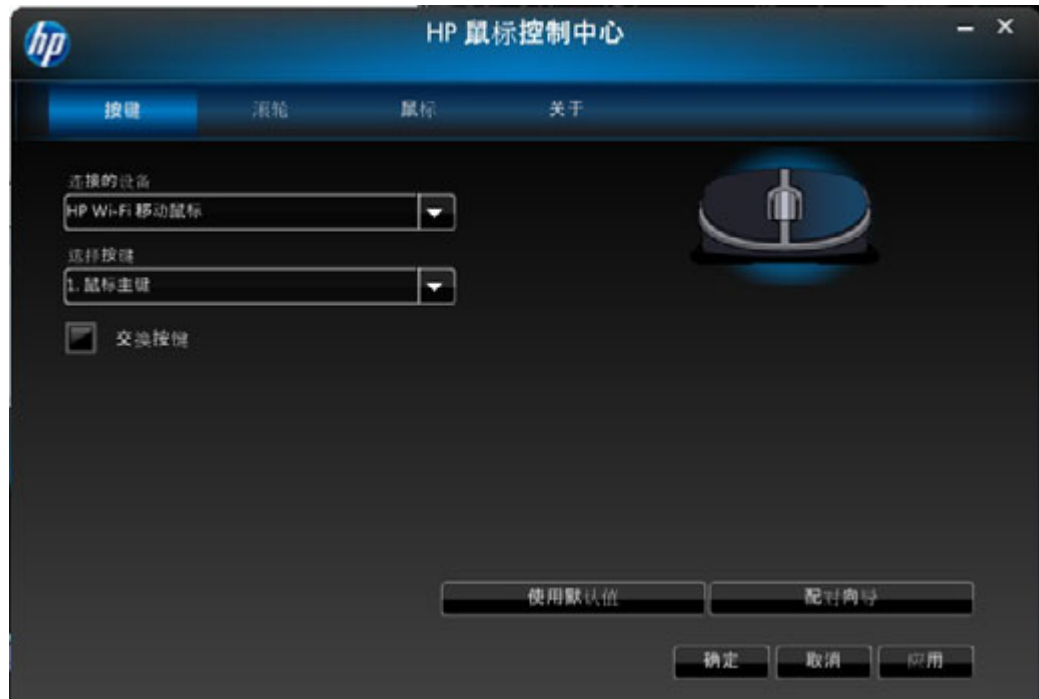 hp
HP 鼠标控制中心
按键 滚轮 鼠标 关于
连接的设备
HP Wi-Fi 移动鼠标
选择按键
1. 鼠标主键
交换按键
使用默认值 配对向导
确定 取消 应用